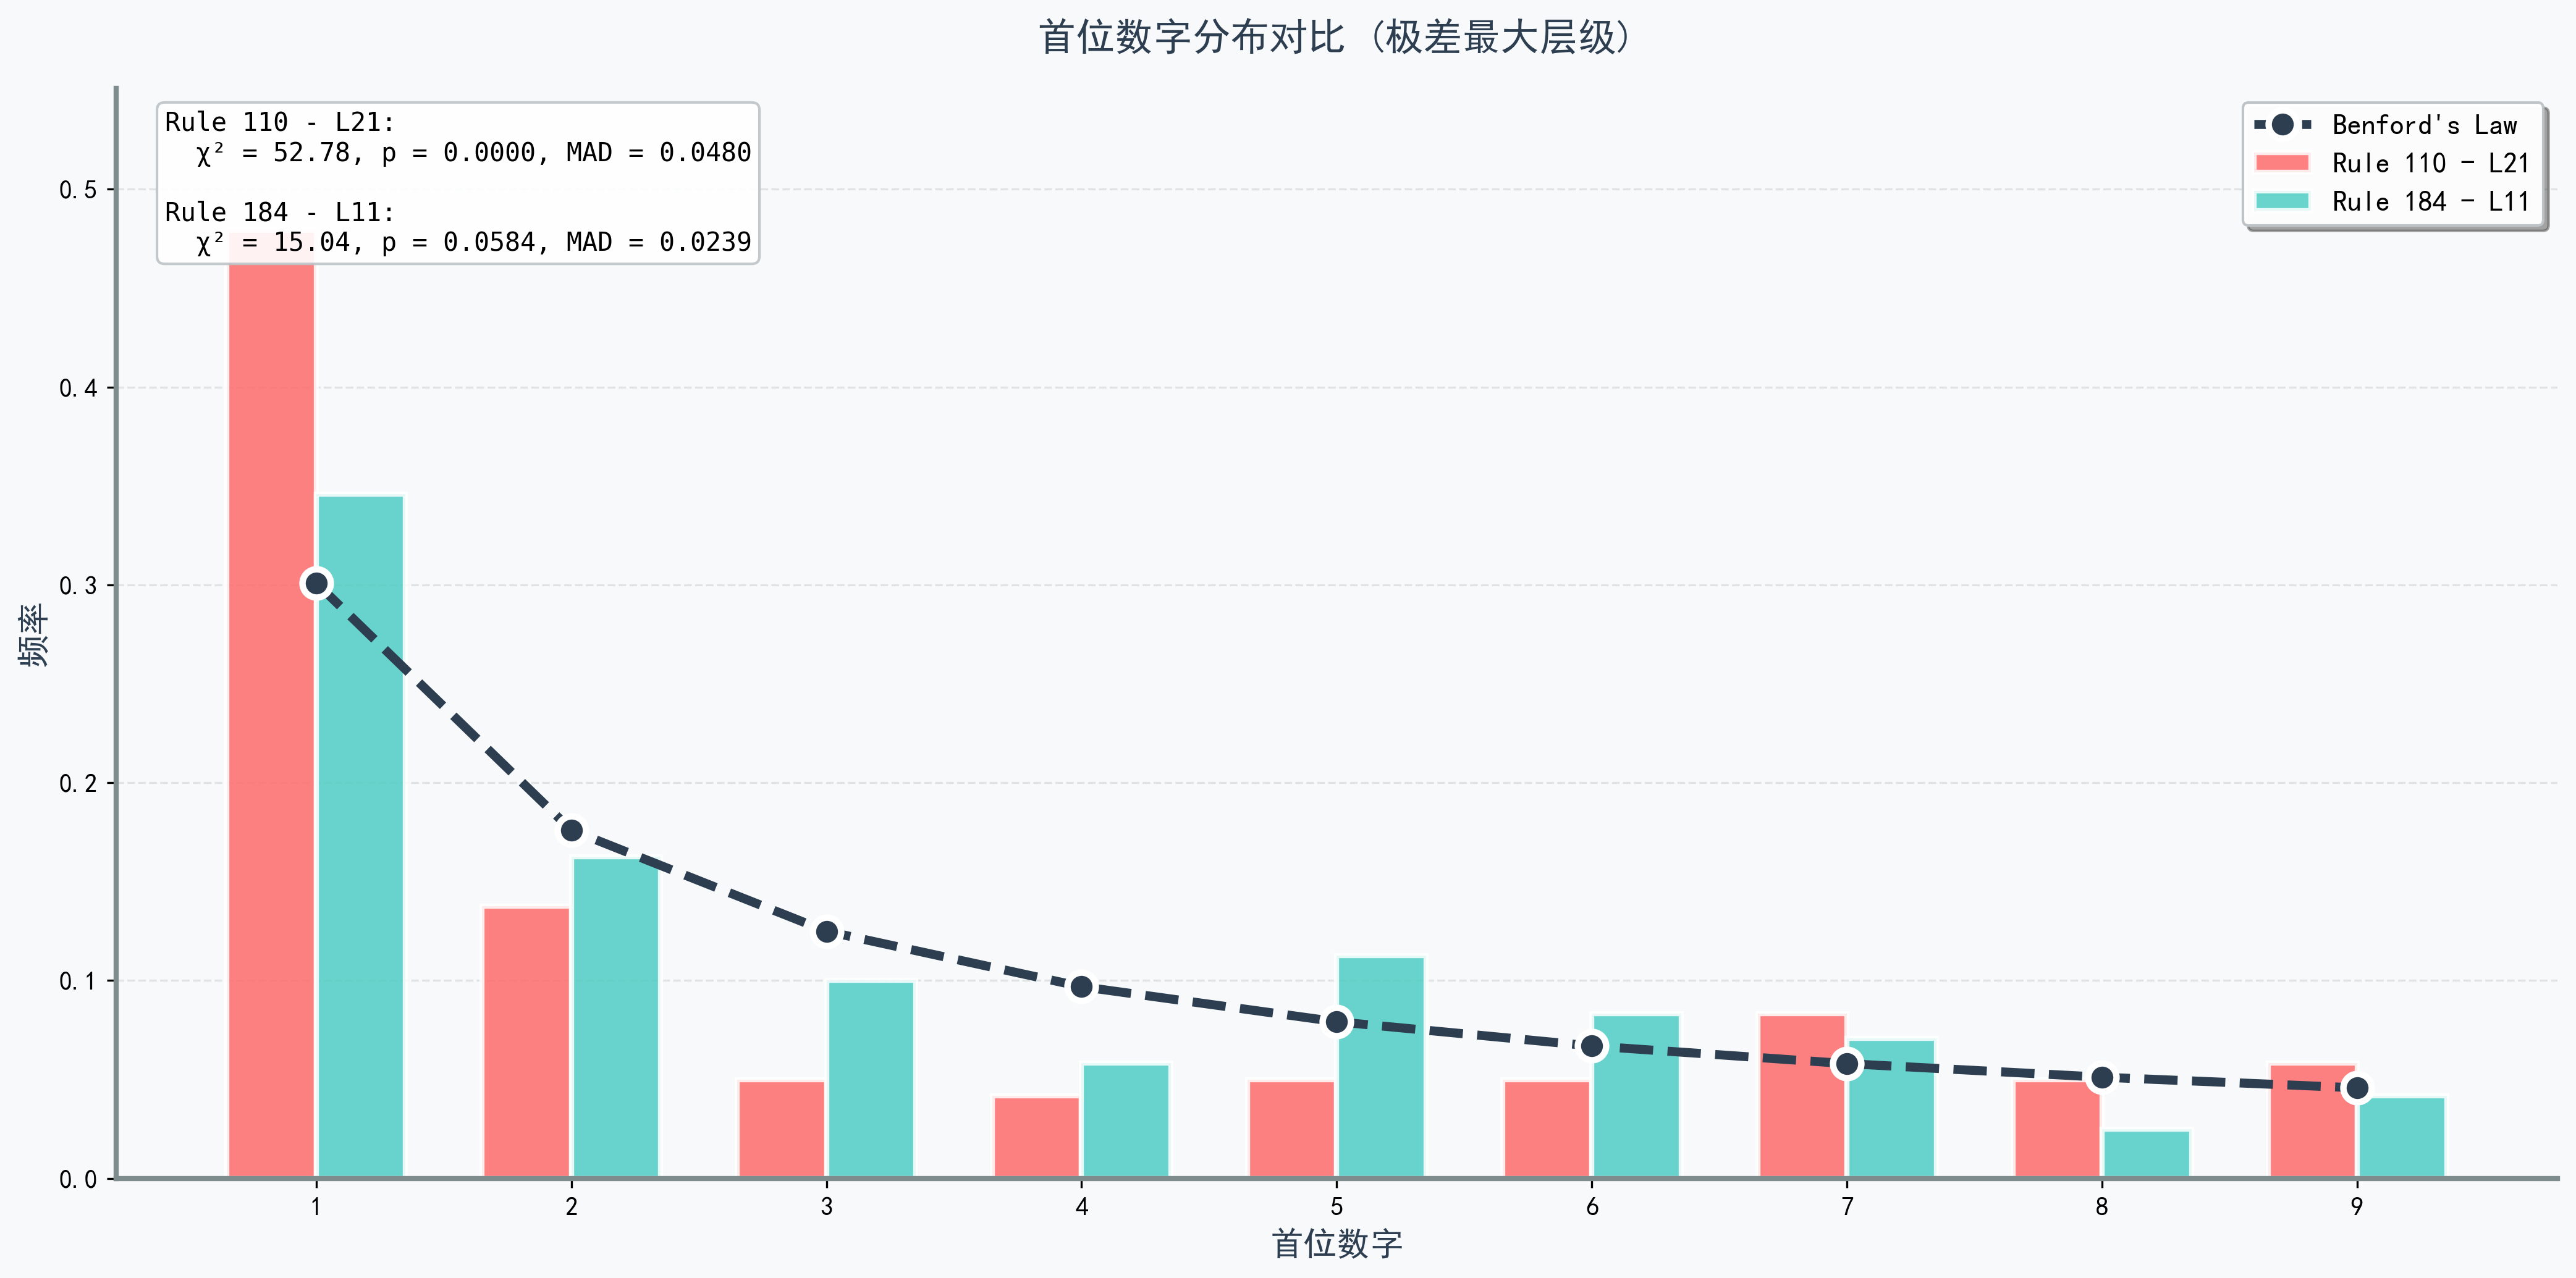 首位数字分布对比（极差最大层级）
Rule 110 - L21:
χ² = 52.78, p = 0.0000, MAD = 0.0480
Rule 184 - L11:
χ² = 15.04, p = 0.0584, MAD = 0.0239
Benford's Law
Rule 110 - L21
Rule 184 - L11
频率
0.5
0.4
0.3
0.2
0.1
0.0
1 2 3 4 5 6 7 8 9
首位数字